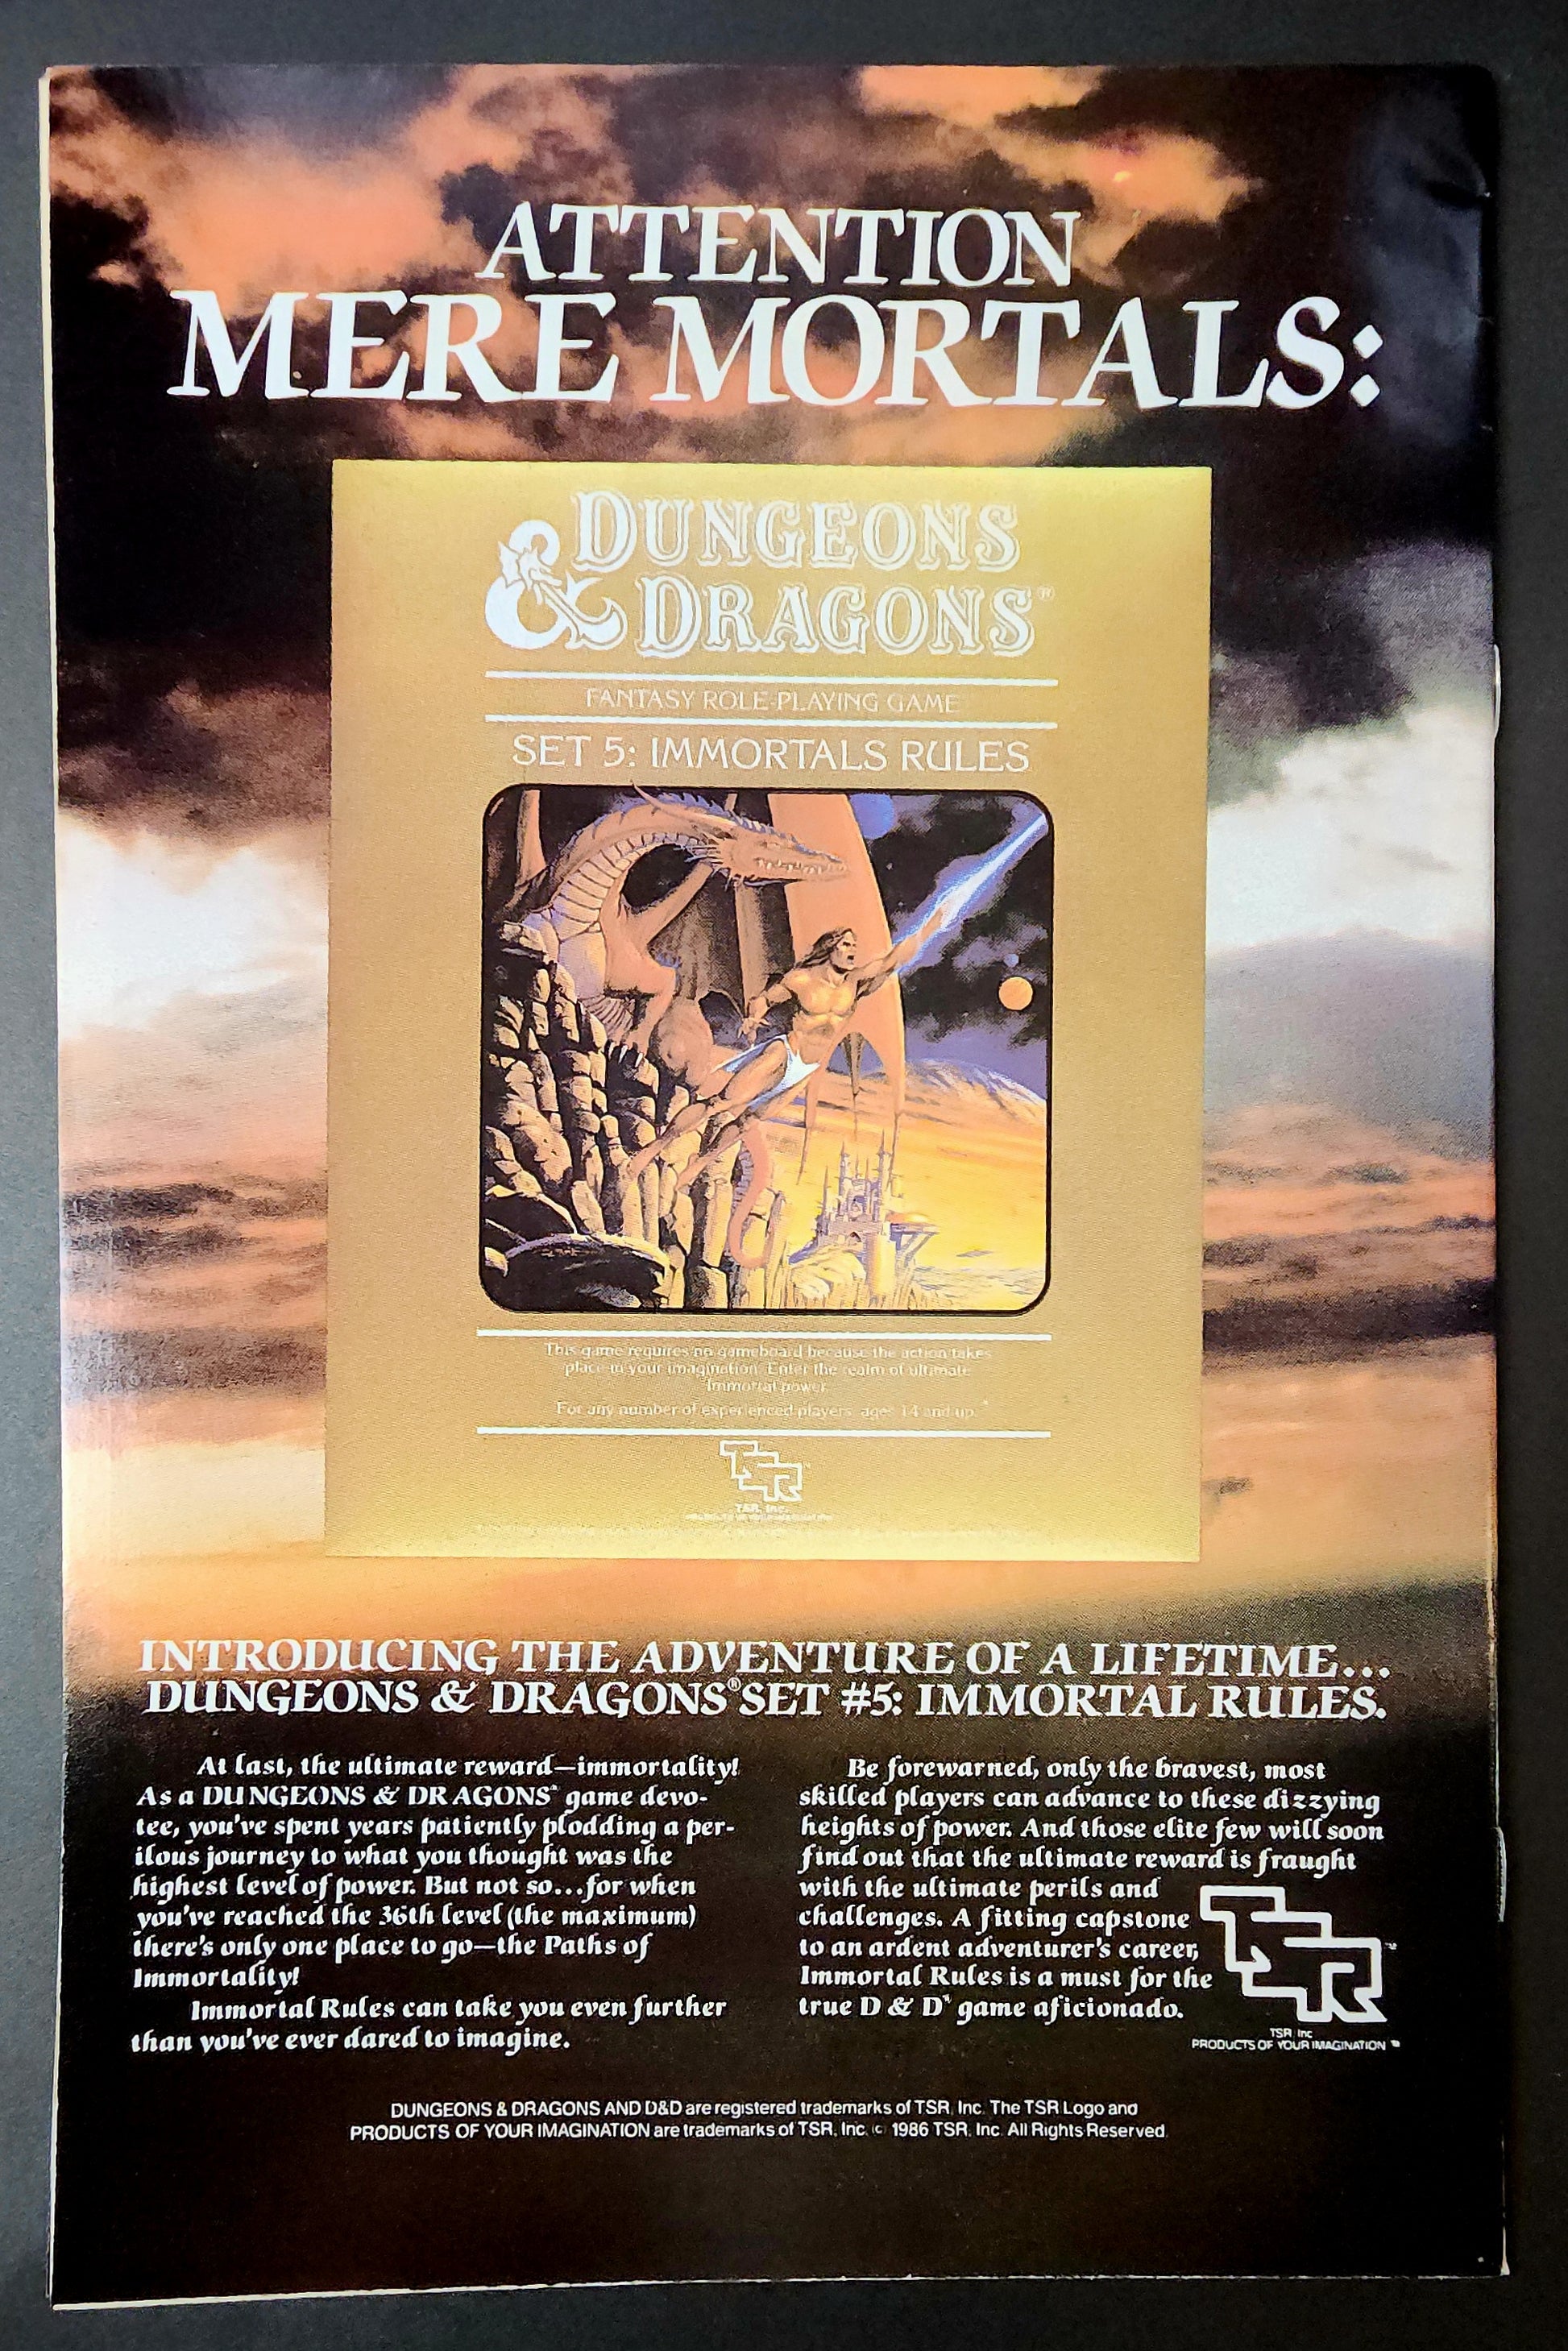 ATTENTION
MERE MORTALS:
DUNGEONS
& DRAGONS®
FANTASY ROLE-PLAYING GAME
SET 5: IMMORTALS RULES
This game requires no gameboard because the action takes
place in your imagination. Enter the realm of ultimate
Immortal power.
For any number of experienced players, ages 14 and up.
TSR
TSR, Inc.
PRODUCTS OF YOUR IMAGINATION
INTRODUCING THE ADVENTURE OF A LIFETIME...
DUNGEONS & DRAGONS® SET #5: IMMORTAL RULES.
At last, the ultimate reward—immortality!
As a DUNGEONS & DRAGONS® game devo-
tee, you've spent years patiently plodding a per-
ilous journey to what you thought was the
highest level of power. But not so...for when
you've reached the 36th level (the maximum)
there's only one place to go—the Paths of
Immortality!
Immortal Rules can take you even further
than you've ever dared to imagine.
Be forewarned, only the bravest, most
skilled players can advance to these dizzying
heights of power. And those elite few will soon
find out that the ultimate reward is fraught
with the ultimate perils and
challenges. A fitting capstone
to an ardent adventurer's career,
Immortal Rules is a must for the
true D & D® game aficionado.
TSR™
TSR, Inc.
PRODUCTS OF YOUR IMAGINATION™
DUNGEONS & DRAGONS AND D&D are registered trademarks of TSR, Inc. The TSR Logo and
PRODUCTS OF YOUR IMAGINATION are trademarks of TSR, Inc. © 1986 TSR, Inc. All Rights Reserved.